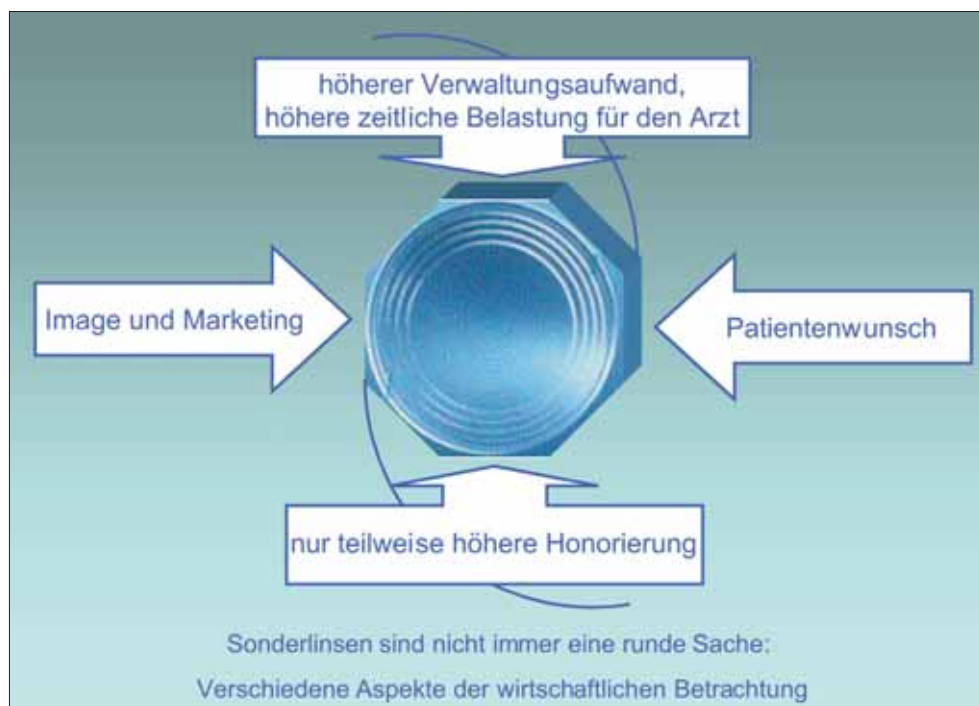 höherer Verwaltungsaufwand,
höhere zeitliche Belastung für den Arzt
Image und Marketing
Patientenwunsch
nur teilweise höhere Honorierung
Sonderlinsen sind nicht immer eine runde Sache:
Verschiedene Aspekte der wirtschaftlichen Betrachtung